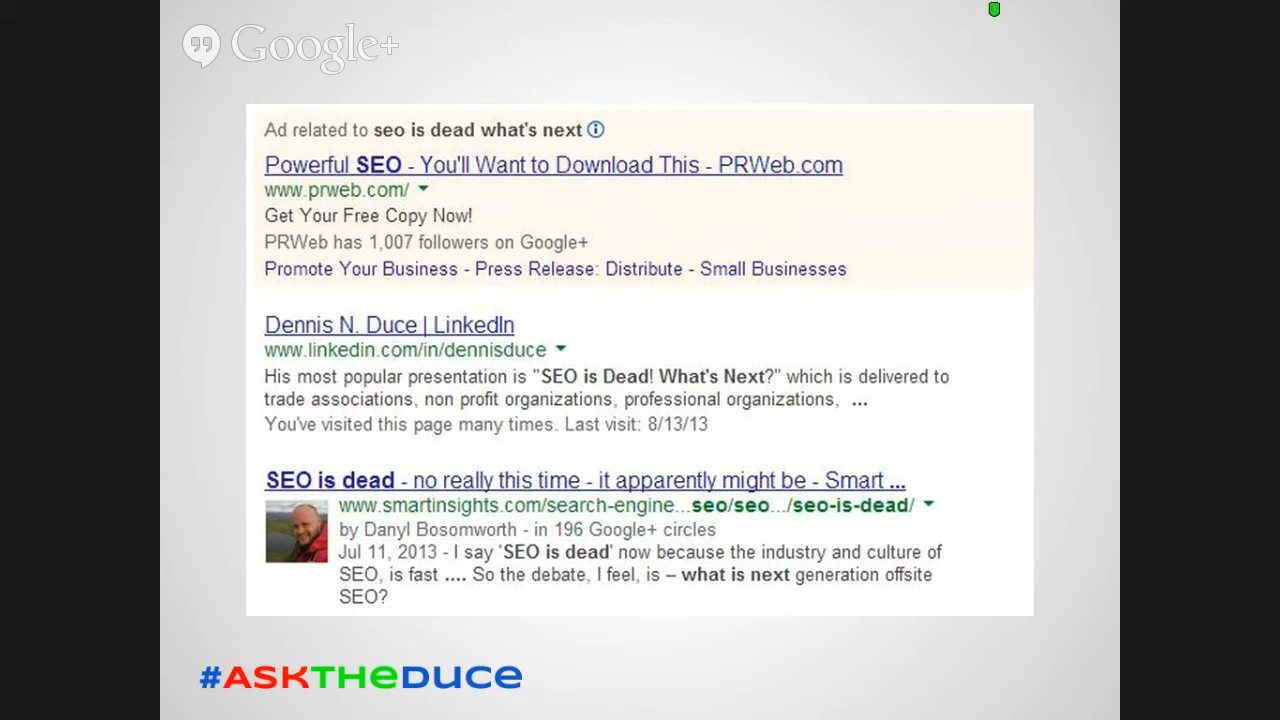 Google+
Ad related to seo is dead what's next
Powerful SEO - You'll Want to Download This - PRWeb.com
www.prweb.com/
Get Your Free Copy Now!
PRWeb has 1,007 followers on Google+
Promote Your Business - Press Release: Distribute - Small Businesses
Dennis N. Duce | LinkedIn
www.linkedin.com/in/dennisduce
His most popular presentation is "SEO is Dead! What's Next?" which is delivered to
trade associations, non profit organizations, professional organizations, ...
You've visited this page many times. Last visit: 8/13/13
SEO is dead - no really this time - it apparently might be - Smart ...
www.smartinsights.com/search-engine...seo/seo.../seo-is-dead/
by Danyl Bosomworth - in 196 Google+ circles
Jul 11, 2013 - I say 'SEO is dead' now because the industry and culture of
SEO, is fast .... So the debate, I feel, is – what is next generation offsite
SEO?
#ASKTHEDUCE